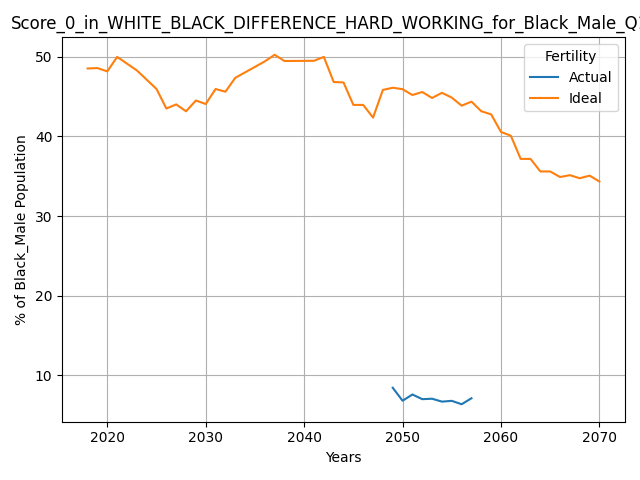 Score_0_in_WHITE_BLACK_DIFFERENCE_HARD_WORKING_for_Black_Male_Q
Fertility
Actual
Ideal
50
40
30
20
10
% of Black_Male Population
2020 2030 2040 2050 2060 2070
Years